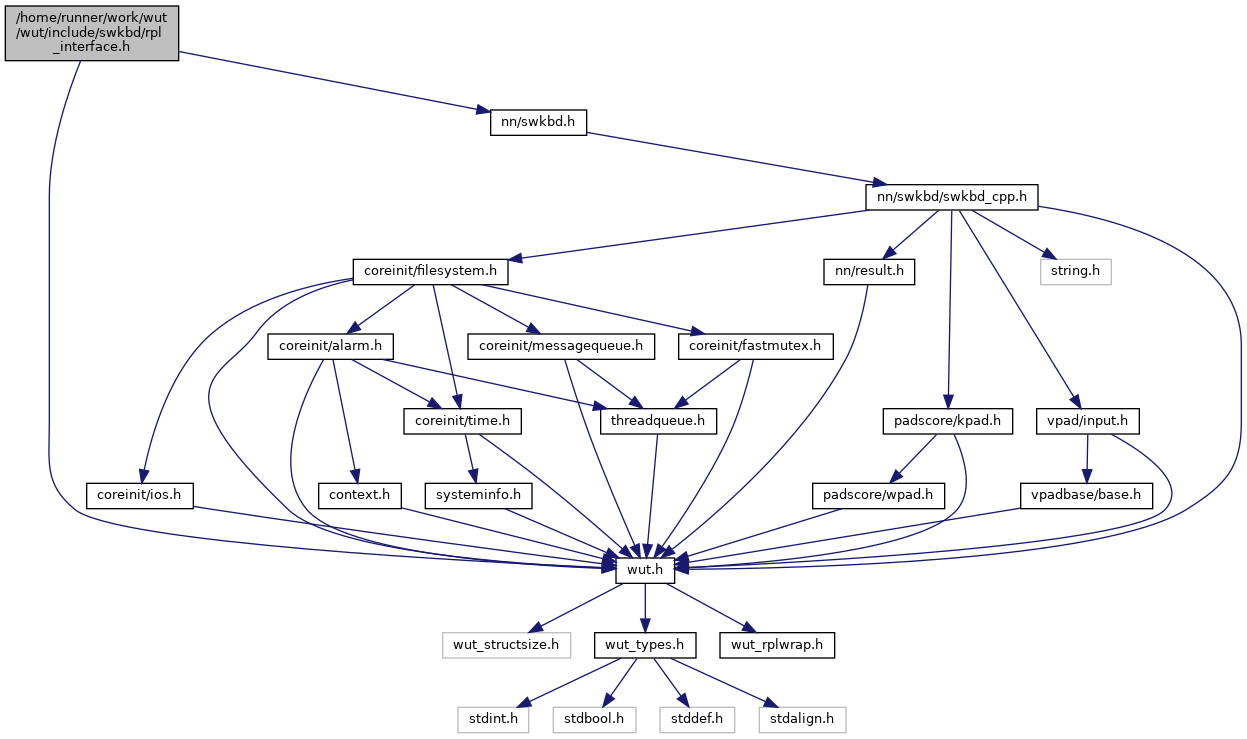 /home/runner/work/wut
/wut/include/swkbd/rpl
_interface.h
nn/swkbd.h
nn/swkbd/swkbd_cpp.h
coreinit/filesystem.h
nn/result.h
string.h
coreinit/alarm.h
coreinit/messagequeue.h
coreinit/fastmutex.h
coreinit/time.h
threadqueue.h
padscore/kpad.h
vpad/input.h
coreinit/ios.h
context.h
systeminfo.h
padscore/wpad.h
vpadbase/base.h
wut.h
wut_structsize.h
wut_types.h
wut_rplwrap.h
stdint.h
stdbool.h
stddef.h
stdalign.h